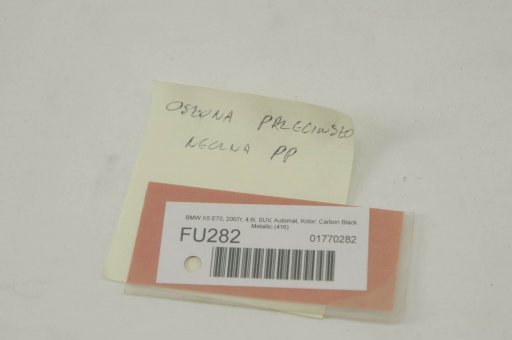 OSŁONA PRZECIWSŁO
NECZNA PP
BMW X5 E70, 2007r, 4.8i, SUV, Automat, Kolor: Carbon Black
Metallic (416)
FU282 01770282